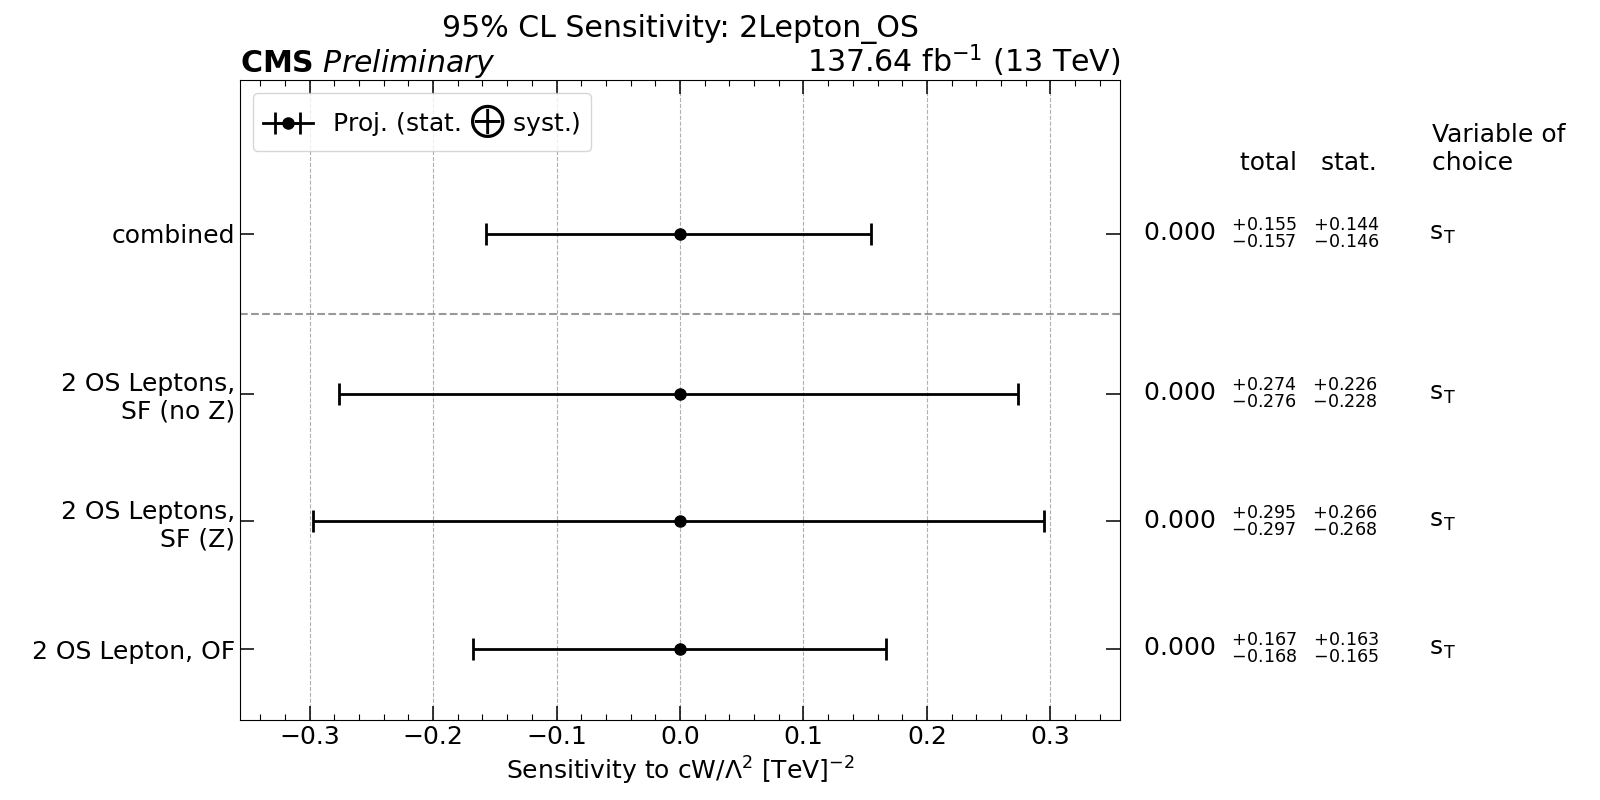 95% CL Sensitivity: 2Lepton_OS
CMS Preliminary 137.64 fb⁻¹ (13 TeV)
Proj. (stat. ⊕ syst.)
Variable of
total stat. choice
combined 0.000 +0.155 −0.157 +0.144 −0.146 sT
2 OS Leptons,
SF (no Z) 0.000 +0.274 −0.276 +0.226 −0.228 sT
2 OS Leptons,
SF (Z) 0.000 +0.295 −0.297 +0.266 −0.268 sT
2 OS Lepton, OF 0.000 +0.167 −0.168 +0.163 −0.165 sT
−0.3 −0.2 −0.1 0.0 0.1 0.2 0.3
Sensitivity to cW/Λ² [TeV]⁻²